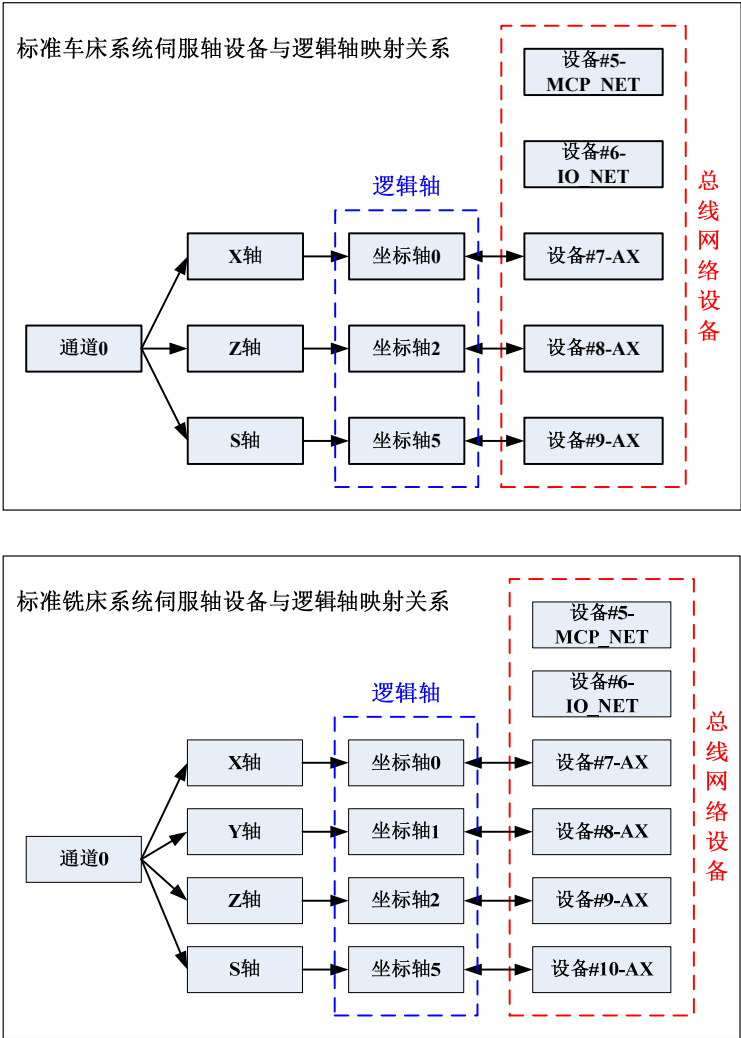 标准车床系统伺服轴设备与逻辑轴映射关系
设备#5-
MCP_NET
设备#6-
IO_NET
逻辑轴
总线网络设备
X轴
坐标轴0
设备#7-AX
通道0
Z轴
坐标轴2
设备#8-AX
S轴
坐标轴5
设备#9-AX
标准铣床系统伺服轴设备与逻辑轴映射关系
设备#5-
MCP_NET
设备#6-
IO_NET
逻辑轴
总线网络设备
X轴
坐标轴0
设备#7-AX
Y轴
坐标轴1
设备#8-AX
通道0
Z轴
坐标轴2
设备#9-AX
S轴
坐标轴5
设备#10-AX